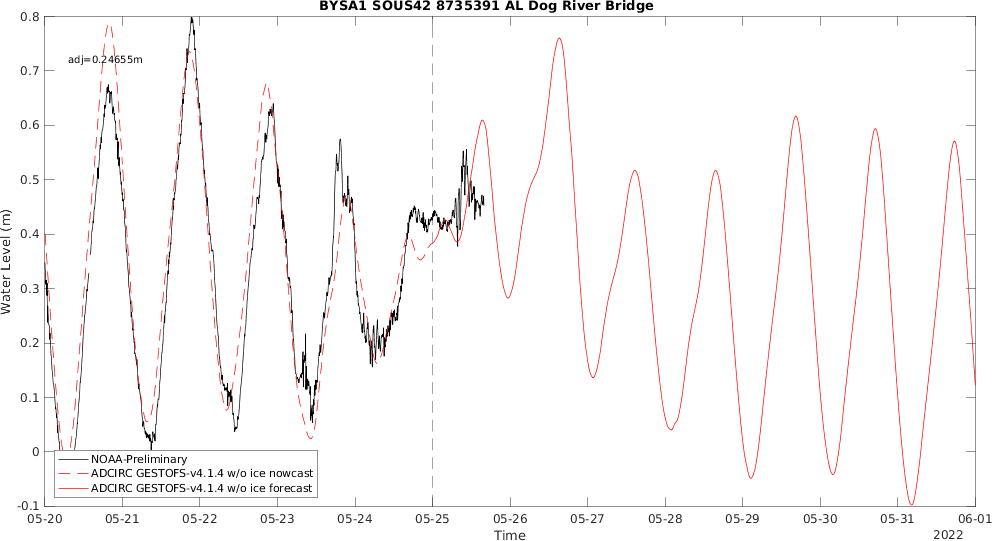 BYSA1 SOUS42 8735391 AL Dog River Bridge
adj=0.24655m
0.8
0.7
0.6
0.5
0.4
0.3
0.2
0.1
0
-0.1
Water Level (m)
NOAA-Preliminary
ADCIRC GESTOFS-v4.1.4 w/o ice nowcast
ADCIRC GESTOFS-v4.1.4 w/o ice forecast
05-20 05-21 05-22 05-23 05-24 05-25 05-26 05-27 05-28 05-29 05-30 05-31 06-01
Time
2022